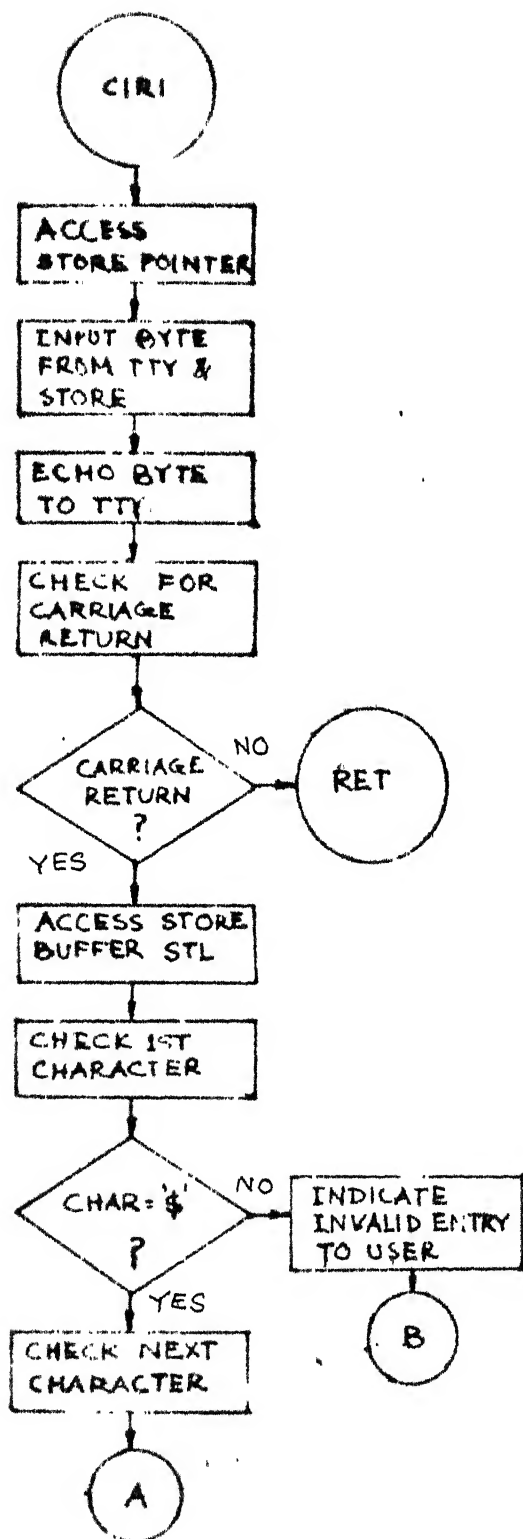 CIRI
ACCESS
STORE POINTER
INPUT BYTE
FROM TTY &
STORE
ECHO BYTE
TO TTY
CHECK FOR
CARRIAGE
RETURN
CARRIAGE
RETURN
?
NO
RET
YES
ACCESS STORE
BUFFER STL
CHECK 1ST
CHARACTER
CHAR = '$'
?
NO
INDICATE
INVALID ENTRY
TO USER
B
YES
CHECK NEXT
CHARACTER
A